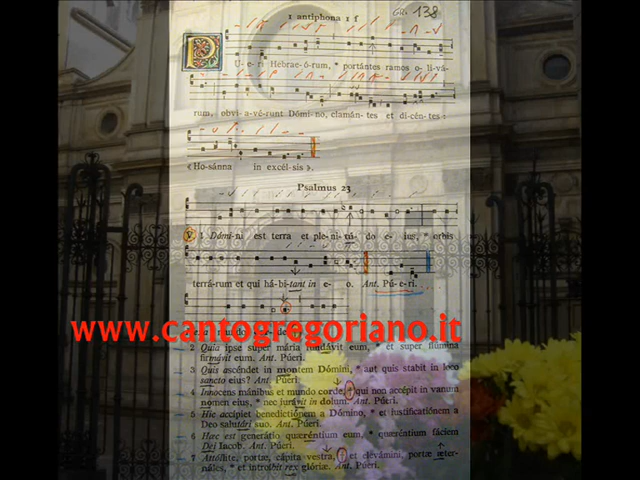 1 antiphona 1 f
GR. 138
PU-e-ri Hebrae-ó-rum, * portántes ramos o-li-vá-
rum, obvi-a-vé-runt Dómi-no, clamán-tes et di-cén-tes:
«Ho-sánna in excél-sis».
Psalmus 23
V. 1 Dómi-ni est terra et ple-ni-tú-do e-ius, * orbis
terrá-rum et qui há-bi-tant in e-o. Ant. Pú-e-ri.
www.cantogregoriano.it
2 Quia ipse super mária fundávit eum, * et super flúmina
firmávit eum. Ant. Púeri.
3 Quis ascéndet in montem Dómini, * aut quis stabit in loco
sancto eius? Ant. Púeri
4 Innocens mánibus et mundo corde, † qui non accépit in vanum
nomen eius, * nec iurávit in dolum. Ant. Púeri.
5 Hic accípiet benedictiónem a Dómino, * et iustificatiónem a
Deo salutári suo. Ant. Púeri.
6 Hæc est generátio quæréntium eum, * quæréntium fáciem
Dei Iacob. Ant. Púeri.
7 Attóllite, portæ, cápita vestra, † et elevámini, portæ æter-
náles, * et introíbit rex glóriæ. Ant. Púeri.